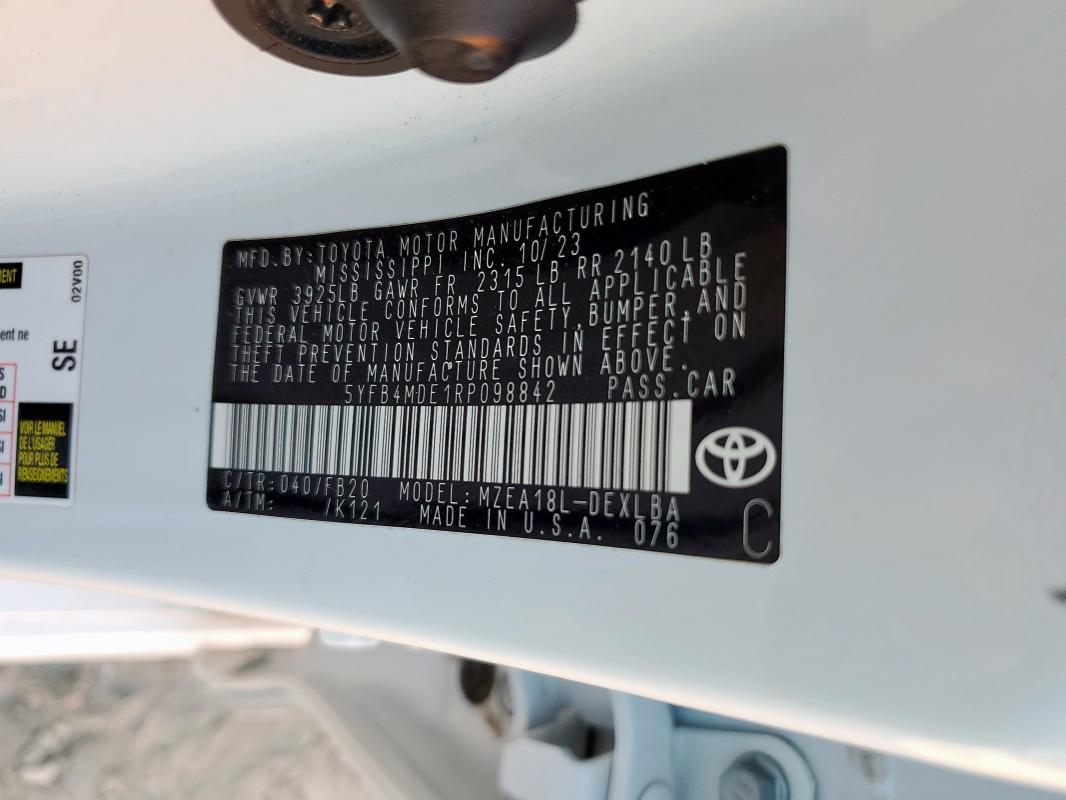 MFD. BY: TOYOTA MOTOR MANUFACTURING
MISSISSIPPI INC. 10/23
GVWR 3925LB GAWR FR 2315 LB RR 2140 LB
THIS VEHICLE CONFORMS TO ALL APPLICABLE
FEDERAL MOTOR VEHICLE SAFETY, BUMPER, AND
THEFT PREVENTION STANDARDS IN EFFECT ON
THE DATE OF MANUFACTURE SHOWN ABOVE.
5YFB4MDE1RP098842 PASS. CAR
C/TR: 040/FB20 MODEL: MZEA18L-DEXLBA
A/TM: /K121 MADE IN U.S.A. 076
C
02V00
SE
VOIR LE MANUEL
DE L'USAGER
POUR PLUS DE
RENSEIGNEMENTS